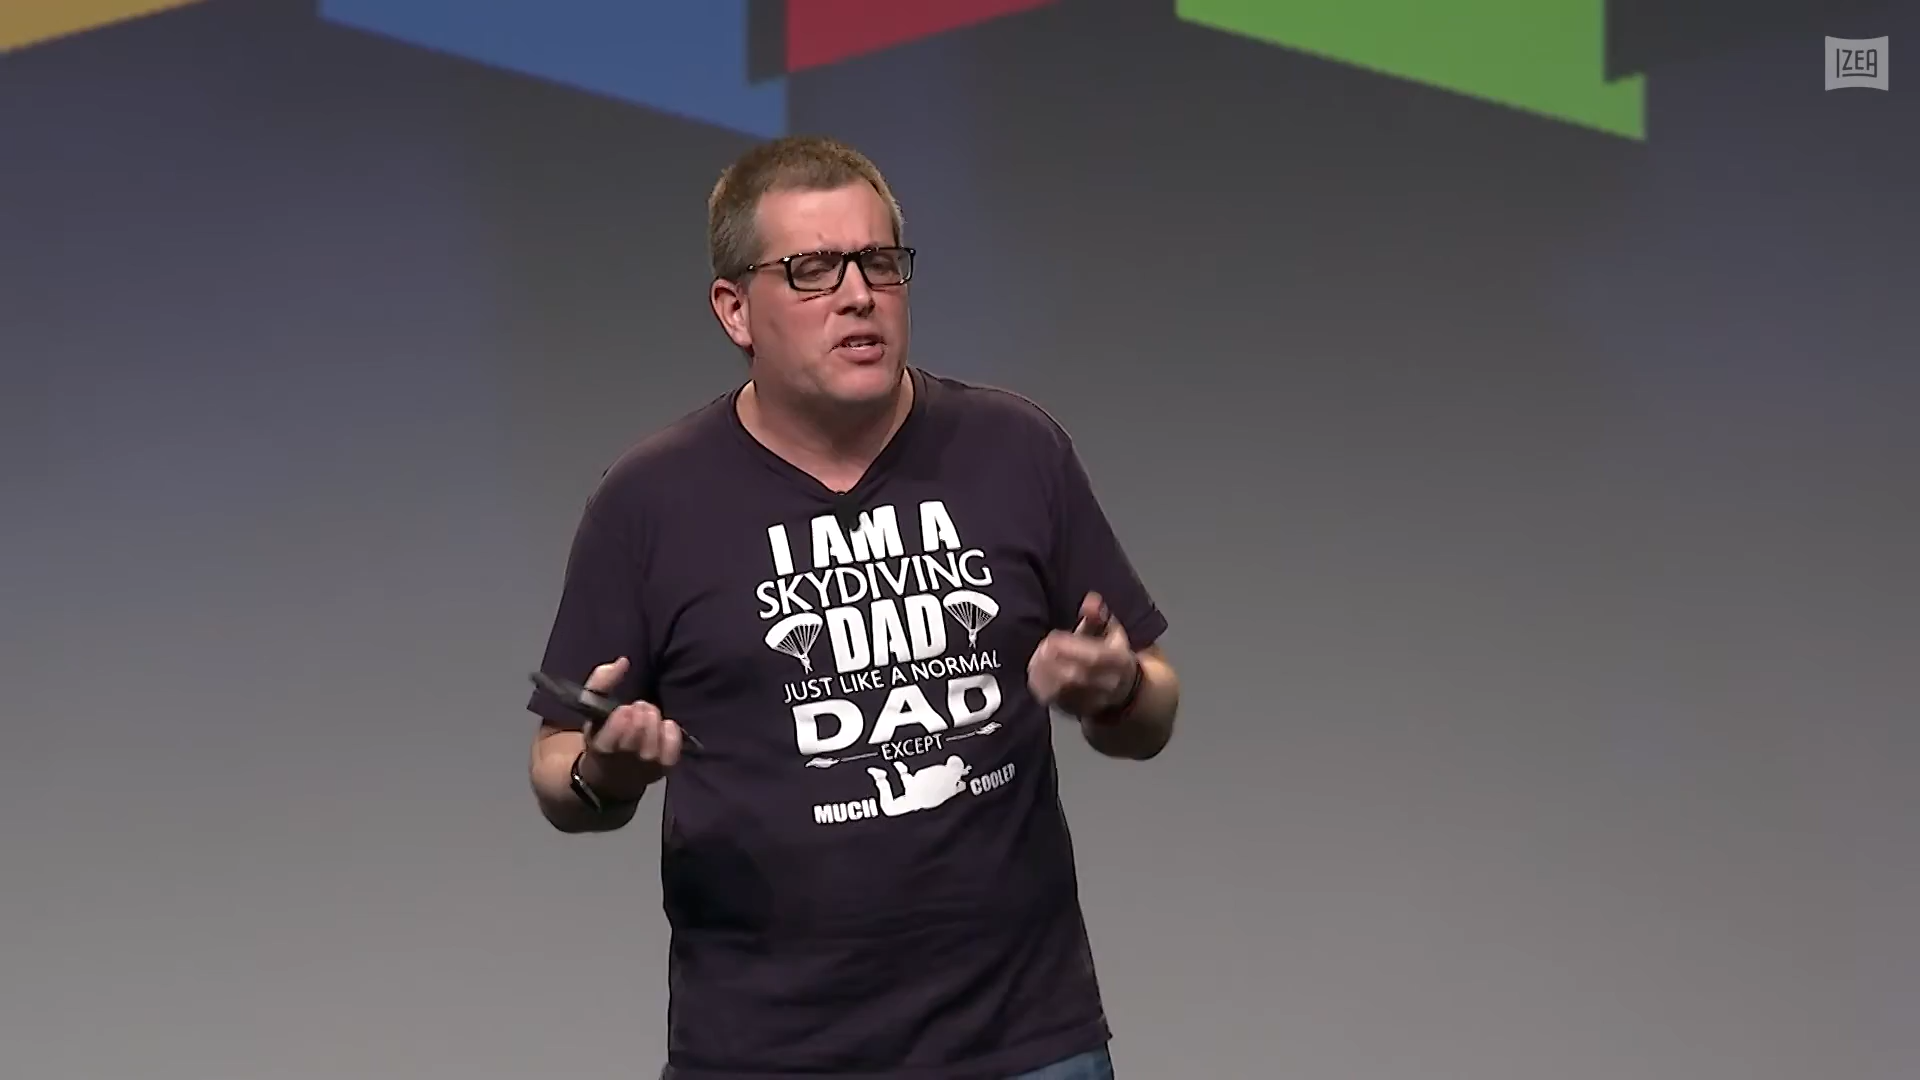 IZEA
I AM A
SKYDIVING
DAD
JUST LIKE A NORMAL
DAD
EXCEPT
MUCH COOLER